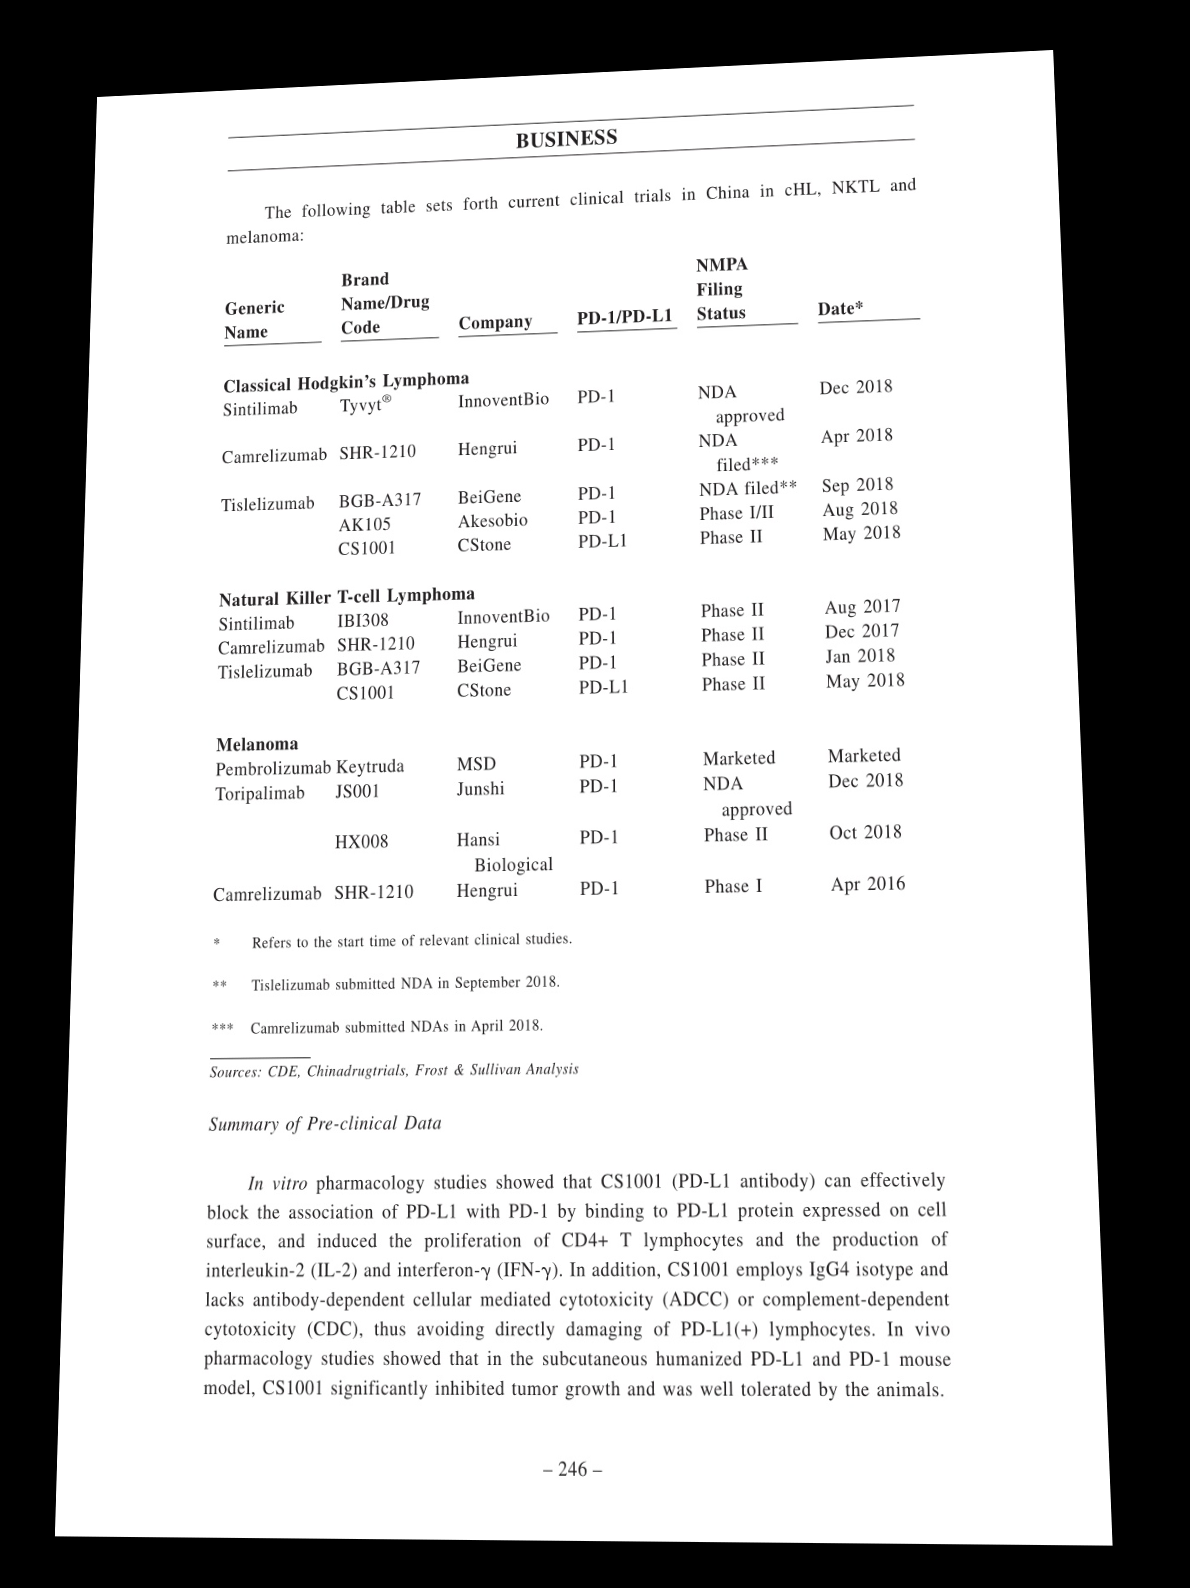 BUSINESS
The following table sets forth current clinical trials in China in cHL, NKTL and
melanoma:
Generic Name	Brand Name/Drug Code	Company	PD-1/PD-L1	NMPA Filing Status	Date*
Classical Hodgkin's Lymphoma
Sintilimab	Tyvyt®	InnoventBio	PD-1	NDA approved	Dec 2018
Camrelizumab	SHR-1210	Hengrui	PD-1	NDA filed***	Apr 2018
Tislelizumab	BGB-A317	BeiGene	PD-1	NDA filed**	Sep 2018
AK105	Akesobio	PD-1	Phase I/II	Aug 2018
CS1001	CStone	PD-L1	Phase II	May 2018
Natural Killer T-cell Lymphoma
Sintilimab	IBI308	InnoventBio	PD-1	Phase II	Aug 2017
Camrelizumab	SHR-1210	Hengrui	PD-1	Phase II	Dec 2017
Tislelizumab	BGB-A317	BeiGene	PD-1	Phase II	Jan 2018
CS1001	CStone	PD-L1	Phase II	May 2018
Melanoma
Pembrolizumab	Keytruda	MSD	PD-1	Marketed	Marketed
Toripalimab	JS001	Junshi	PD-1	NDA approved	Dec 2018
HX008	Hansi Biological	PD-1	Phase II	Oct 2018
Camrelizumab	SHR-1210	Hengrui	PD-1	Phase I	Apr 2016
* Refers to the start time of relevant clinical studies.
** Tislelizumab submitted NDA in September 2018.
*** Camrelizumab submitted NDAs in April 2018.
Sources: CDE, Chinadrugtrials, Frost & Sullivan Analysis
Summary of Pre-clinical Data
In vitro pharmacology studies showed that CS1001 (PD-L1 antibody) can effectively
block the association of PD-L1 with PD-1 by binding to PD-L1 protein expressed on cell
surface, and induced the proliferation of CD4+ T lymphocytes and the production of
interleukin-2 (IL-2) and interferon-γ (IFN-γ). In addition, CS1001 employs IgG4 isotype and
lacks antibody-dependent cellular mediated cytotoxicity (ADCC) or complement-dependent
cytotoxicity (CDC), thus avoiding directly damaging of PD-L1(+) lymphocytes. In vivo
pharmacology studies showed that in the subcutaneous humanized PD-L1 and PD-1 mouse
model, CS1001 significantly inhibited tumor growth and was well tolerated by the animals.
– 246 –